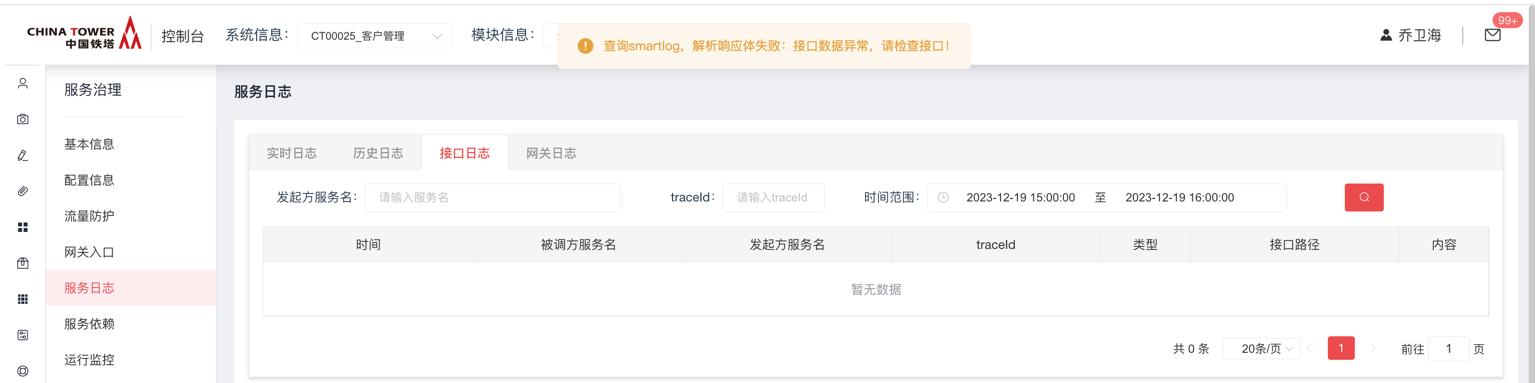 CHINA TOWER
中国铁塔
控制台
系统信息：
CT00025_客户管理
模块信息：
查询smartlog，解析响应体失败：接口数据异常，请检查接口！
乔卫海
99+
服务治理
基本信息
配置信息
流量防护
网关入口
服务日志
服务依赖
运行监控
服务日志
实时日志
历史日志
接口日志
网关日志
发起方服务名：
请输入服务名
traceId：
请输入traceId
时间范围：
2023-12-19 15:00:00 至 2023-12-19 16:00:00
时间
被调方服务名
发起方服务名
traceId
类型
接口路径
内容
暂无数据
共 0 条
20条/页
1
前往 1 页